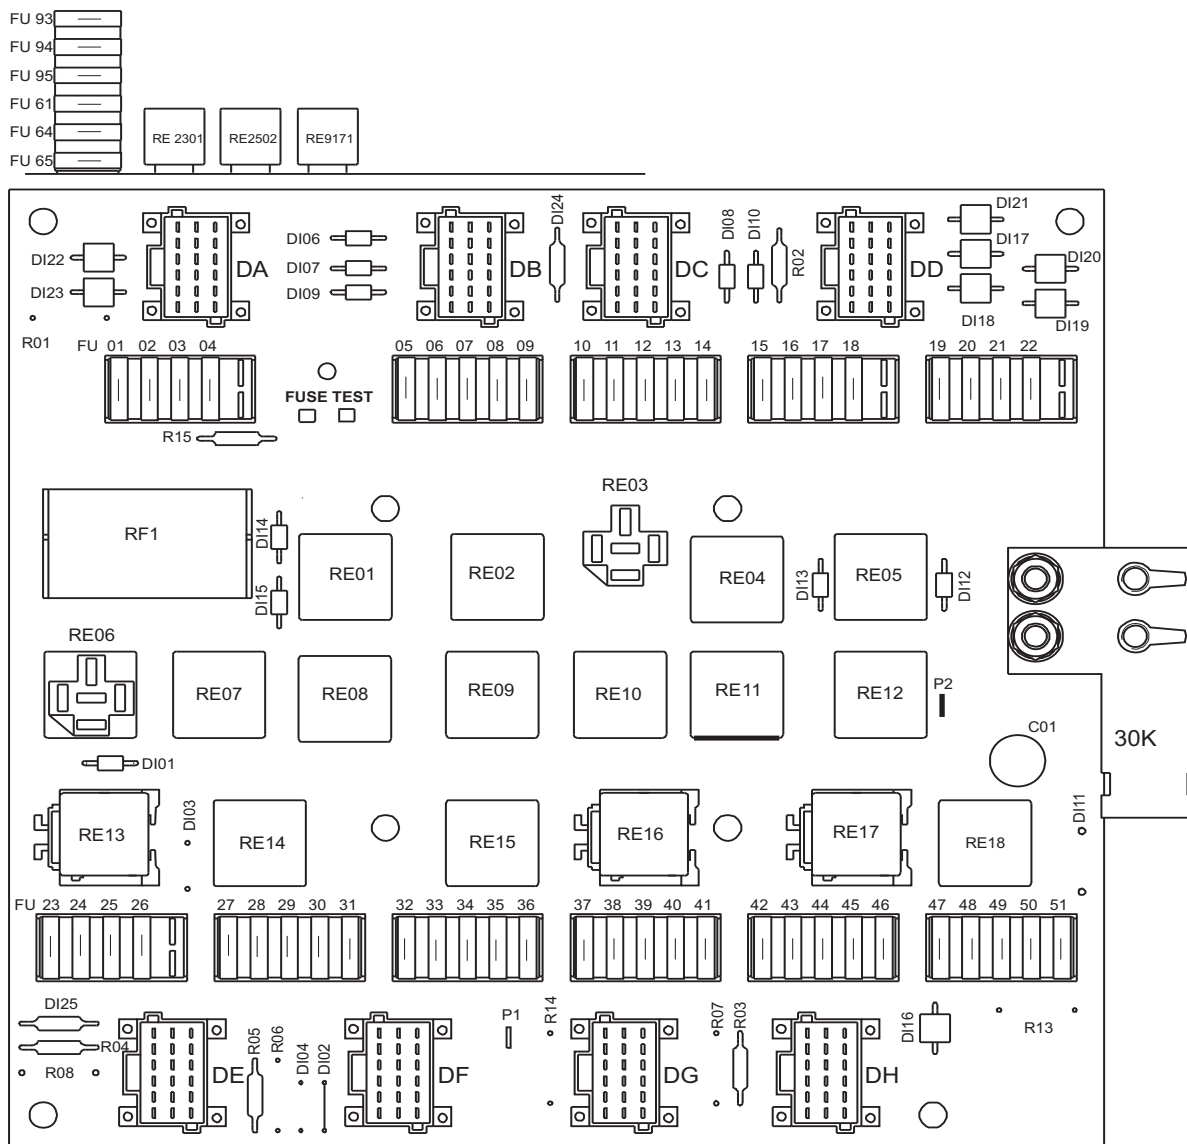 FU 93
FU 94
FU 95
FU 61
FU 64
FU 65
RE 2301 RE2502 RE9171
DI22
DI23
R01
DA
DI06
DI07
DI09
DB
DI24
DC
DI08
DI10
R02
DD
DI21
DI17
DI18
DI20
DI19
FU 01 02 03 04
05 06 07 08 09
10 11 12 13 14
15 16 17 18
19 20 21 22
FUSE TEST
R15
RF1
DI14
DI15
RE01
RE02
RE03
RE04
DI13
RE05
DI12
RE06
RE07
RE08
RE09
RE10
RE11
RE12
P2
C01
30K
DI01
RE13
DI03
RE14
RE15
RE16
RE17
RE18
DI11
FU 23 24 25 26
27 28 29 30 31
32 33 34 35 36
37 38 39 40 41
42 43 44 45 46
47 48 49 50 51
DI25
R04
R08
DE
R05
R06
DI04
DI02
DF
P1
R14
DG
R07
R03
DH
DI16
R13